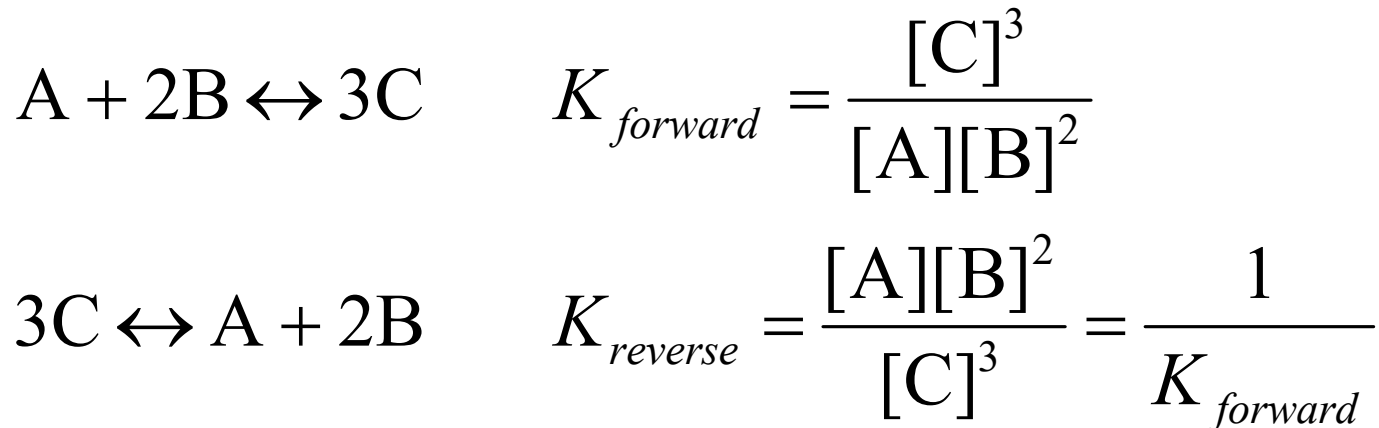 A + 2B ↔ 3C K_forward = [C]³ / [A][B]²
3C ↔ A + 2B K_reverse = [A][B]² / [C]³ = 1 / K_forward